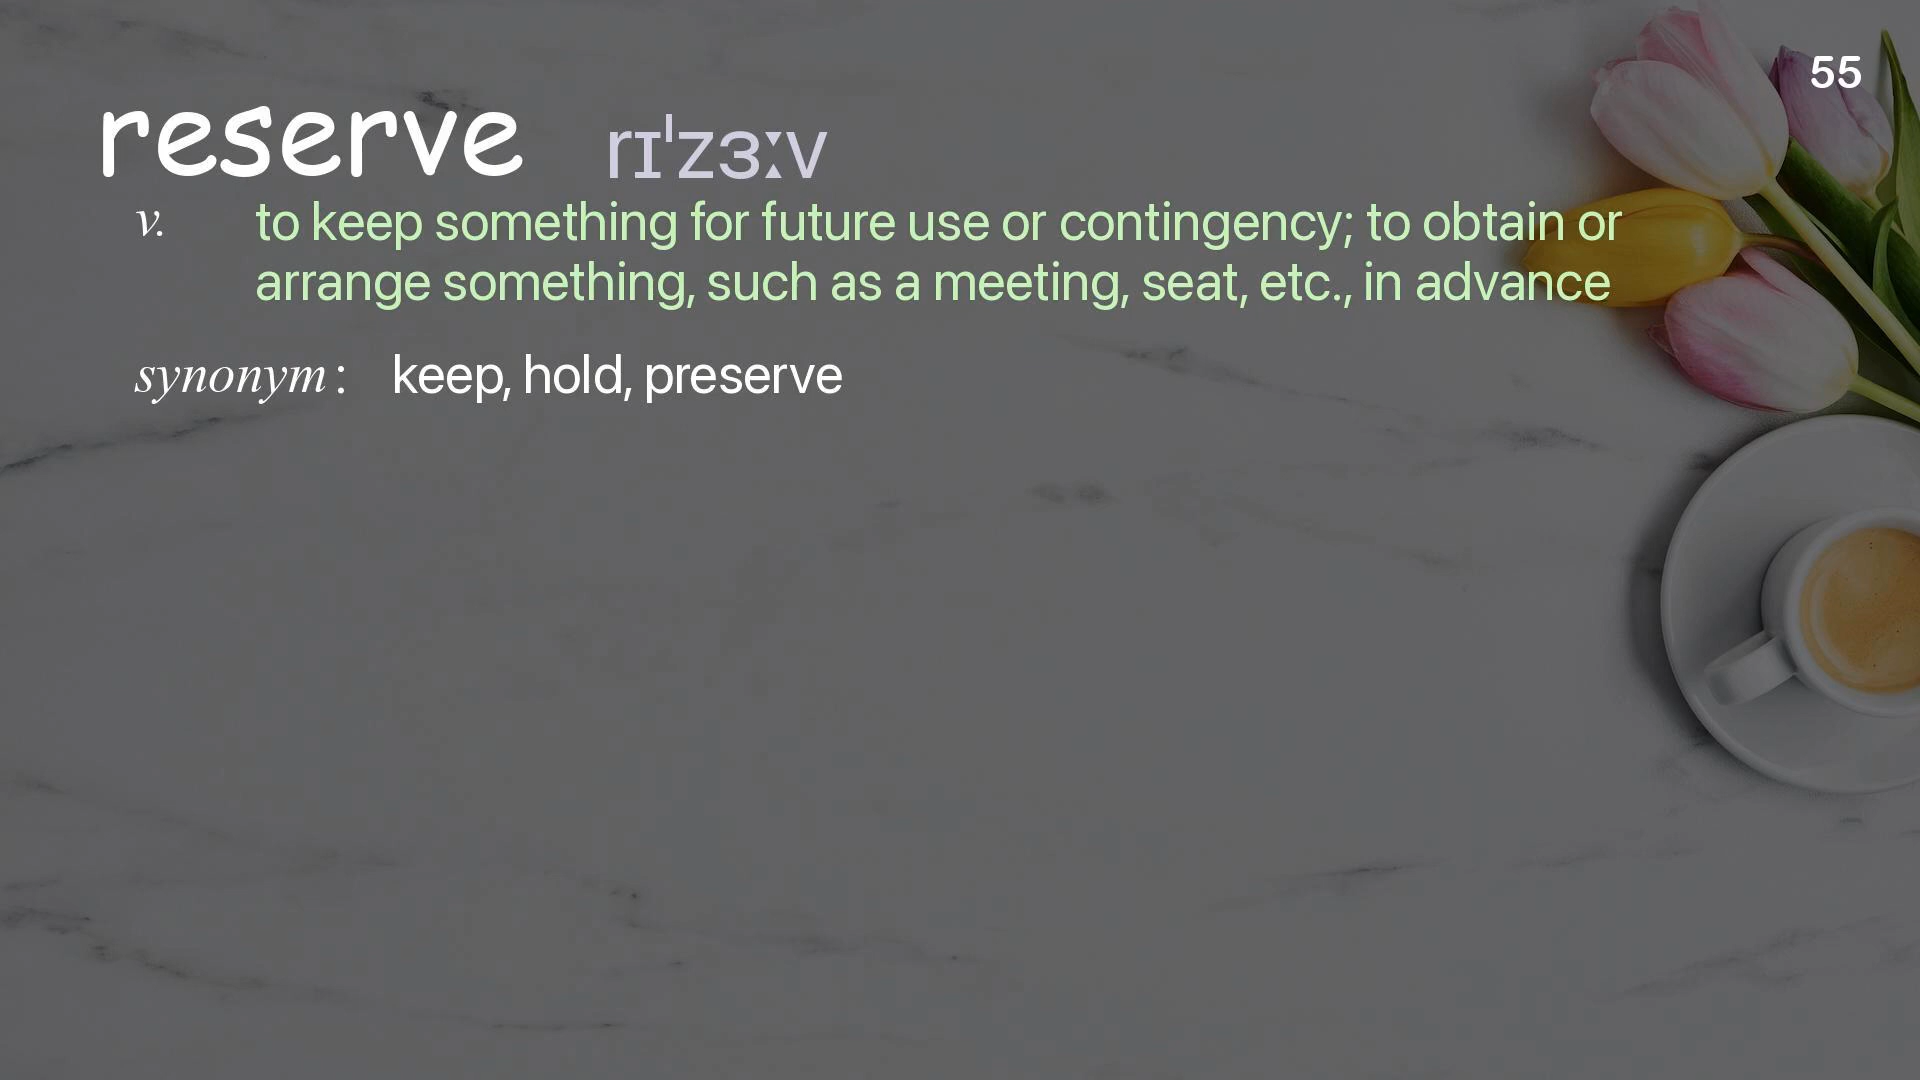 55
reserve rɪˈzɜːv
v. to keep something for future use or contingency; to obtain or
arrange something, such as a meeting, seat, etc., in advance
synonym : keep, hold, preserve